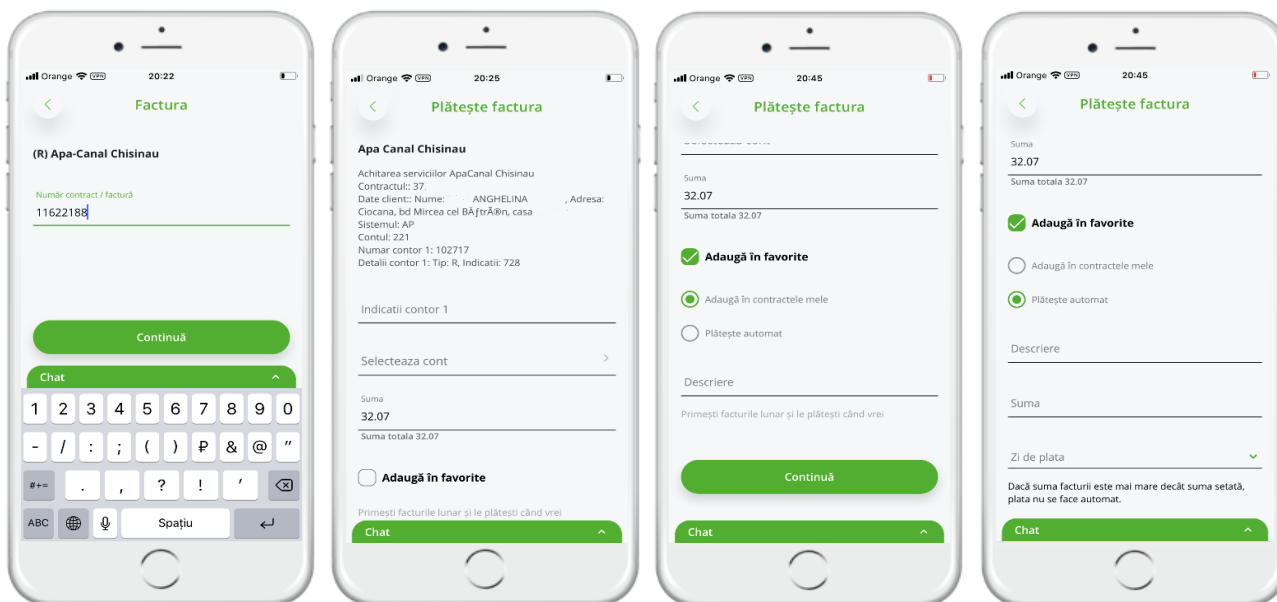 Orange VPN 20:22
Factura
(R) Apa-Canal Chisinau
Număr contract / factură
11622188
Continuă
Chat
1 2 3 4 5 6 7 8 9 0
- / : ; ( ) ₽ & @ "
#+= . , ? ! '
ABC Spațiu
Orange VPN 20:25
Plătește factura
Apa Canal Chisinau
Achitarea serviciilor ApaCanal Chisinau
Contractul:: 37.
Date client:: Nume: ANGHELINA , Adresa:
Ciocana, bd Mircea cel BÄƒtrÃ®n, casa
Sistemul: AP
Contul: 221
Numar contor 1: 102717
Detalii contor 1: Tip: R, Indicatii: 728
Indicatii contor 1
Selecteaza cont
Suma
32.07
Suma totala 32.07
Adaugă în favorite
Primești facturile lunar și le plătești când vrei
Chat
Orange VPN 20:45
Plătește factura
Suma
32.07
Suma totala 32.07
Adaugă în favorite
Adaugă în contractele mele
Plătește automat
Descriere
Primești facturile lunar și le plătești când vrei
Continuă
Chat
Orange VPN 20:45
Plătește factura
Suma
32.07
Suma totala 32.07
Adaugă în favorite
Adaugă în contractele mele
Plătește automat
Descriere
Suma
Zi de plata
Dacă suma facturii este mai mare decât suma setată,
plata nu se face automat.
Chat